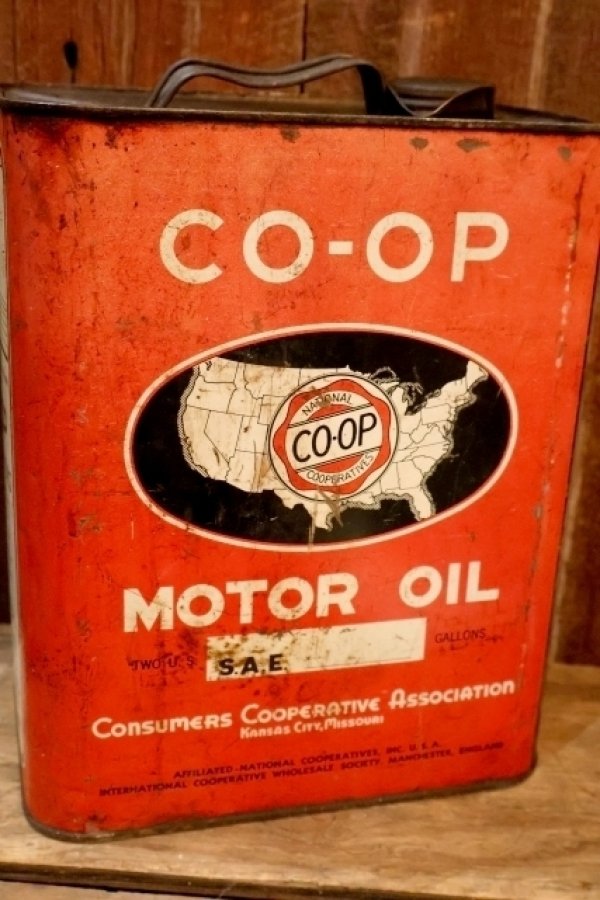 CO-OP
NATIONAL
CO-OP
COOPERATIVES
MOTOR OIL
TWO U.S. GALLONS
S.A.E.
CONSUMERS COOPERATIVE ASSOCIATION
KANSAS CITY, MISSOURI
AFFILIATED-NATIONAL COOPERATIVES, INC. U.S.A.
INTERNATIONAL COOPERATIVE WHOLESALE SOCIETY, MANCHESTER, ENGLAND